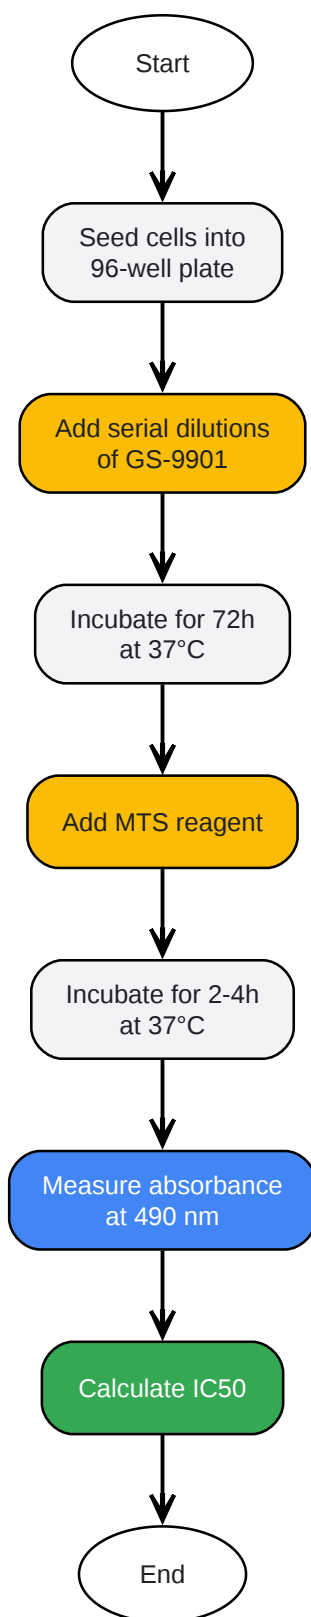 Start
Seed cells into
96-well plate
Add serial dilutions
of GS-9901
Incubate for 72h
at 37°C
Add MTS reagent
Incubate for 2-4h
at 37°C
Measure absorbance
at 490 nm
Calculate IC50
End